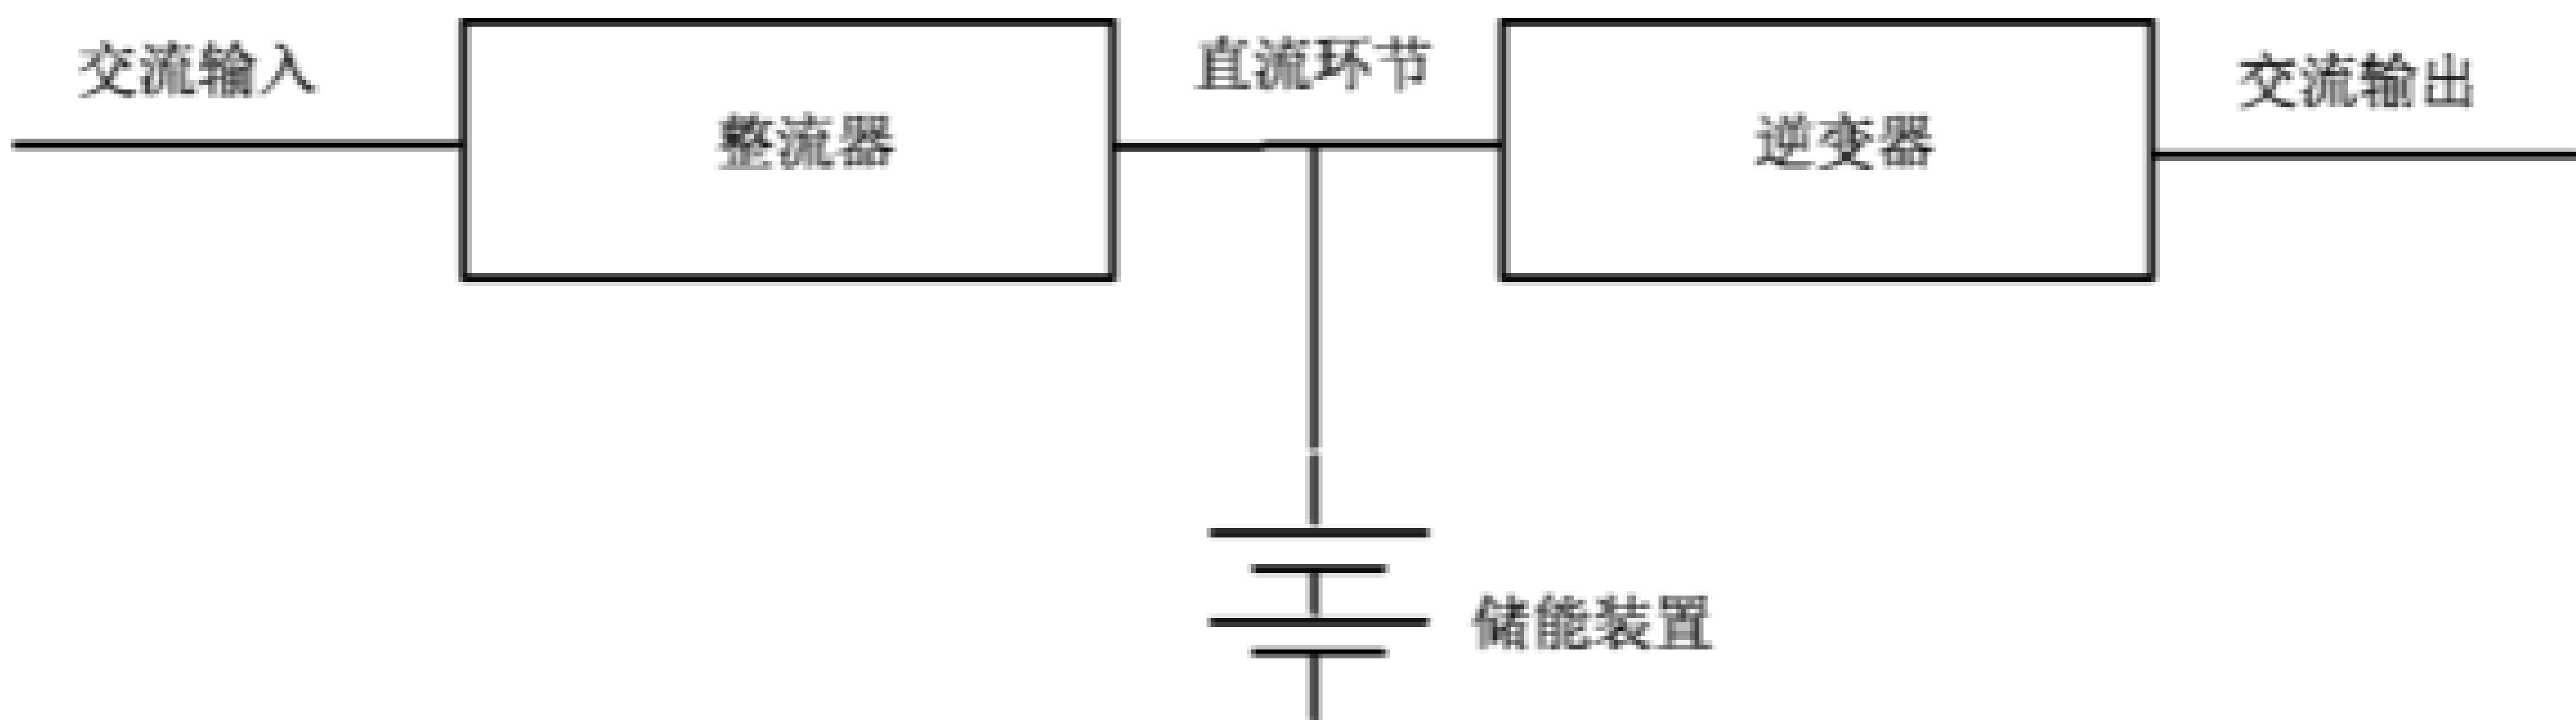 交流输入
整流器
直流环节
逆变器
交流输出
储能装置